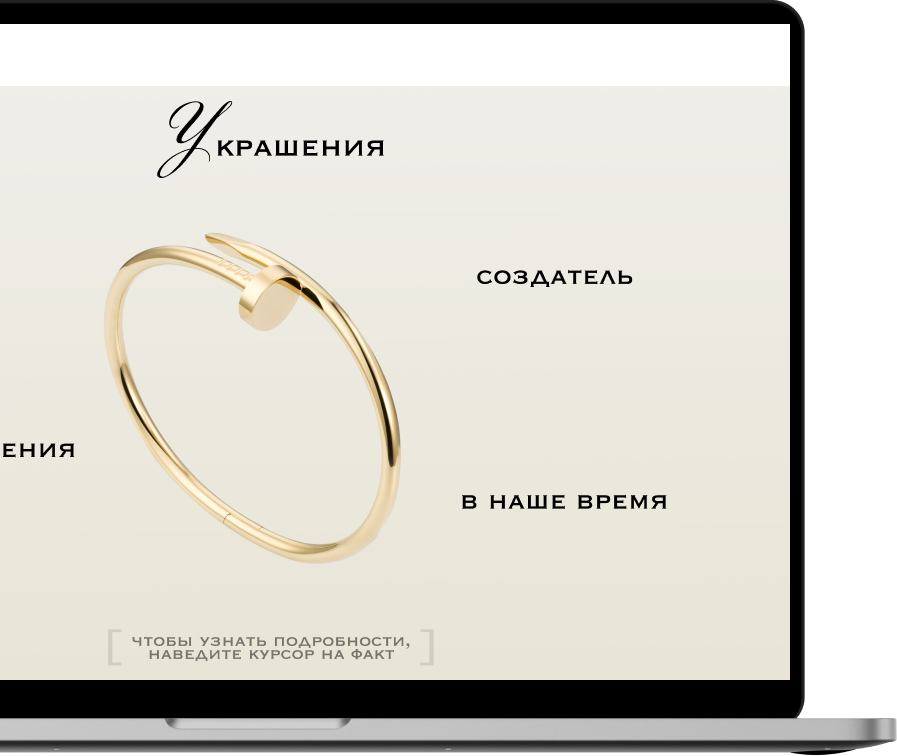 Украшения
СОЗДАТЕЛЬ
ЕНИЯ
В НАШЕ ВРЕМЯ
[ ЧТОБЫ УЗНАТЬ ПОДРОБНОСТИ,
НАВЕДИТЕ КУРСОР НА ФАКТ ]